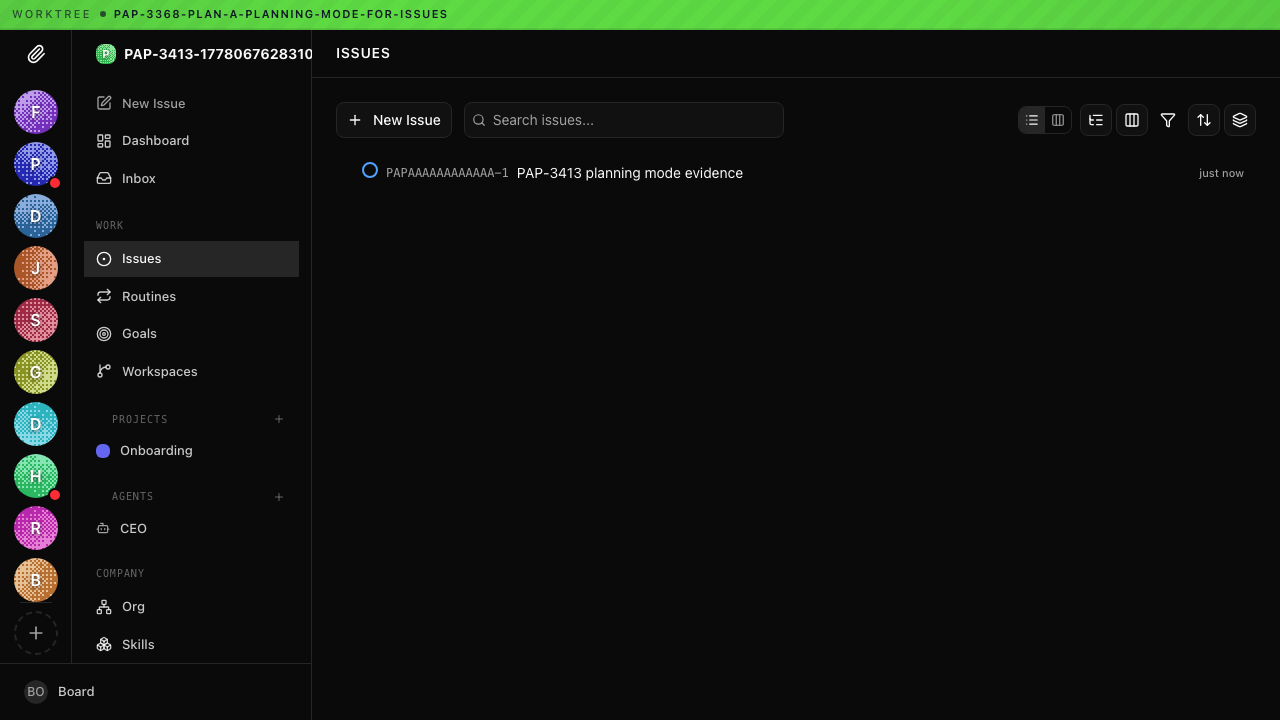 WORKTREE PAP-3368-PLAN-A-PLANNING-MODE-FOR-ISSUES
F
P
D
J
S
G
D
H
R
B
P PAP-3413-1778067628310
New Issue
Dashboard
Inbox
WORK
Issues
Routines
Goals
Workspaces
PROJECTS
Onboarding
AGENTS
CEO
COMPANY
Org
Skills
BO Board
ISSUES
New Issue
Search issues...
PAPAAAAAAAAAAAA-1 PAP-3413 planning mode evidence just now